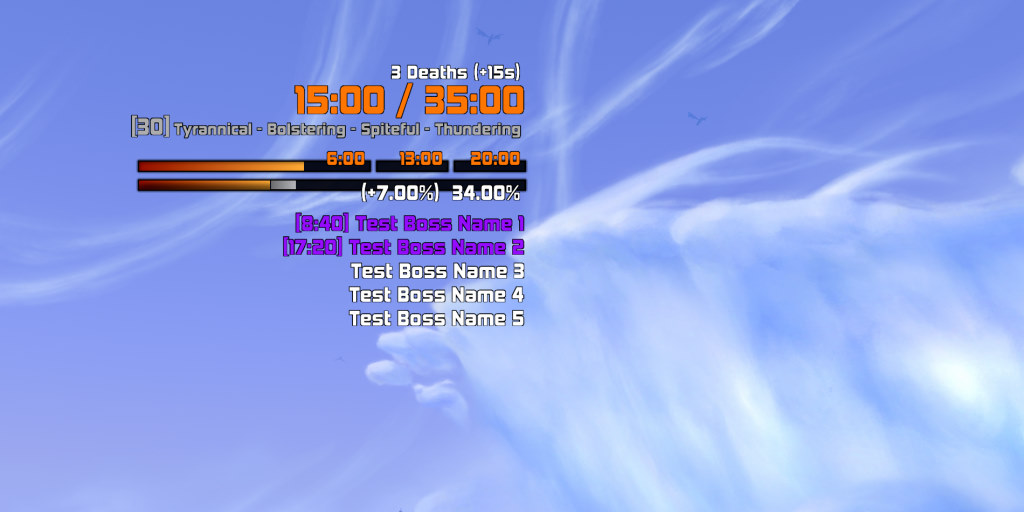 3 Deaths (+15s)
15:00 / 35:00
[30] Tyrannical - Bolstering - Spiteful - Thundering
6:00 13:00 20:00
(+7.00%) 34.00%
[8:40] Test Boss Name 1
[17:20] Test Boss Name 2
Test Boss Name 3
Test Boss Name 4
Test Boss Name 5